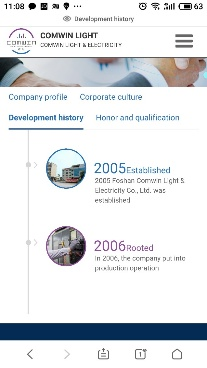 11:08
63
Development history
COMWIN
COMWIN LIGHT
COMWIN LIGHT & ELECTRICITY
Company profile Corporate culture
Development history Honor and qualification
2005Established
2005 Foshan Comwin Light &
Electricity Co., Ltd. was
established
2006Rooted
In 2006, the company put into
production operation